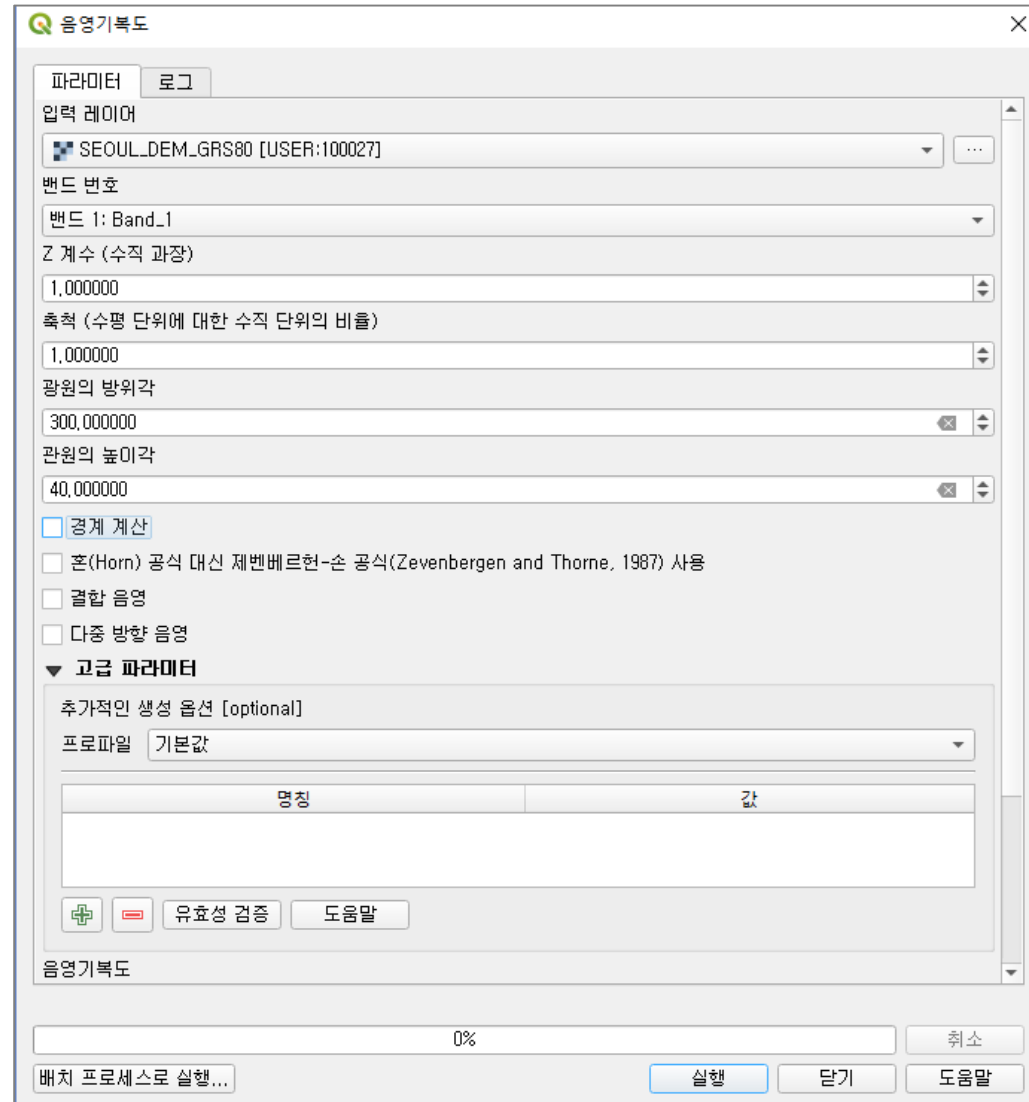 음영기복도
파라미터 로그
입력 레이어
SEOUL_DEM_GRS80 [USER:100027]
...
밴드 번호
밴드 1: Band_1
Z 계수 (수직 과장)
1,000000
축척 (수평 단위에 대한 수직 단위의 비율)
1,000000
광원의 방위각
300,000000
관원의 높이각
40,000000
경계 계산
혼(Horn) 공식 대신 제벤베르헌-손 공식(Zevenbergen and Thorne, 1987) 사용
결합 음영
다중 방향 음영
고급 파라미터
추가적인 생성 옵션 [optional]
프로파일 기본값
명칭 값
유효성 검증 도움말
음영기복도
0% 취소
배치 프로세스로 실행... 실행 닫기 도움말